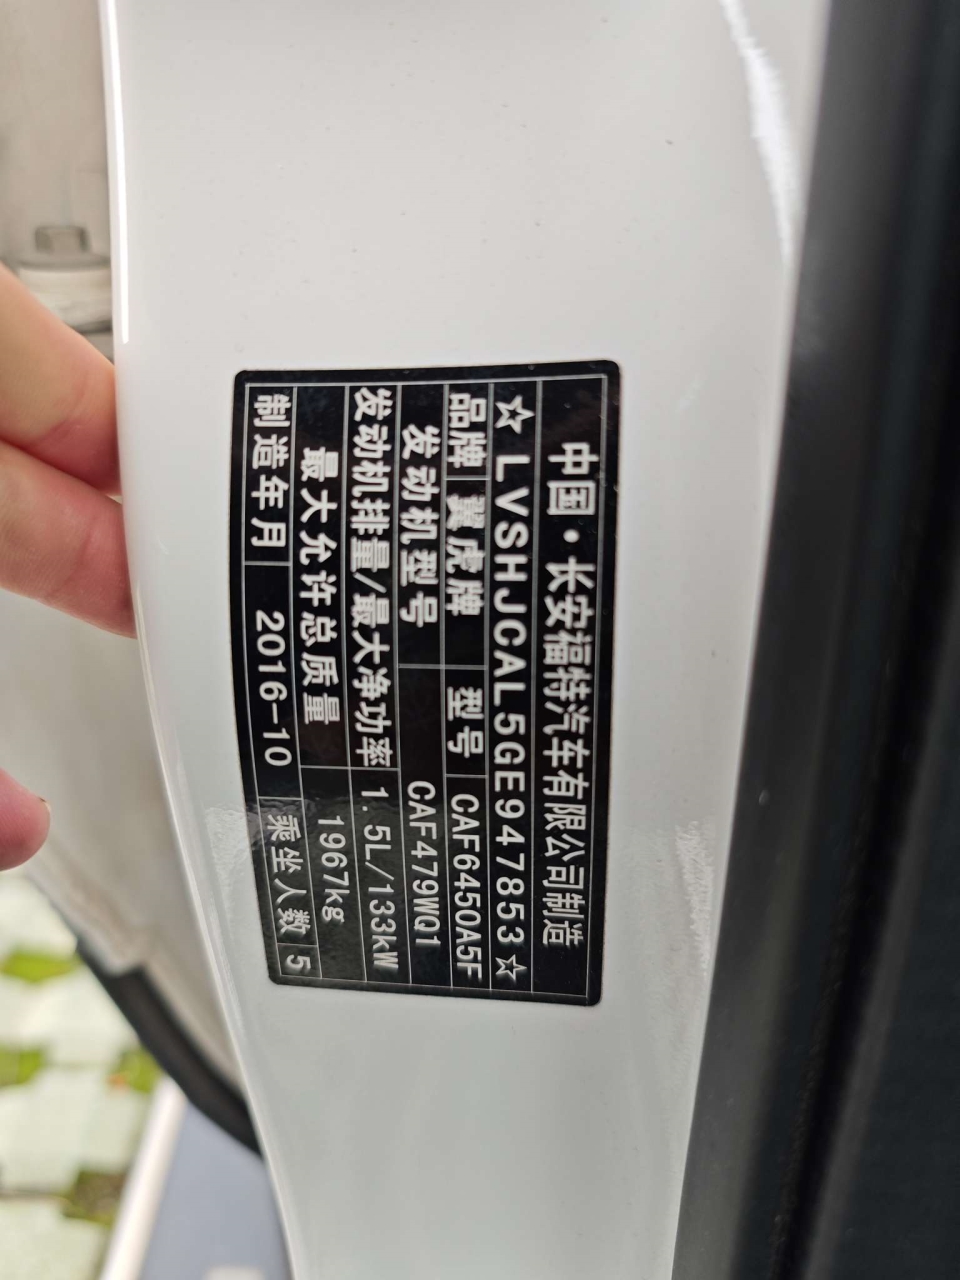 中国·长安福特汽车有限公司制造
☆LVSHJCAL5GE947853☆
品牌 翼虎牌 型号 CAF6450A5F
发动机型号 CAF479WQ1
发动机排量/最大净功率 1.5L/133kW
最大允许总质量 1967kg
制造年月 2016-10 乘坐人数 5